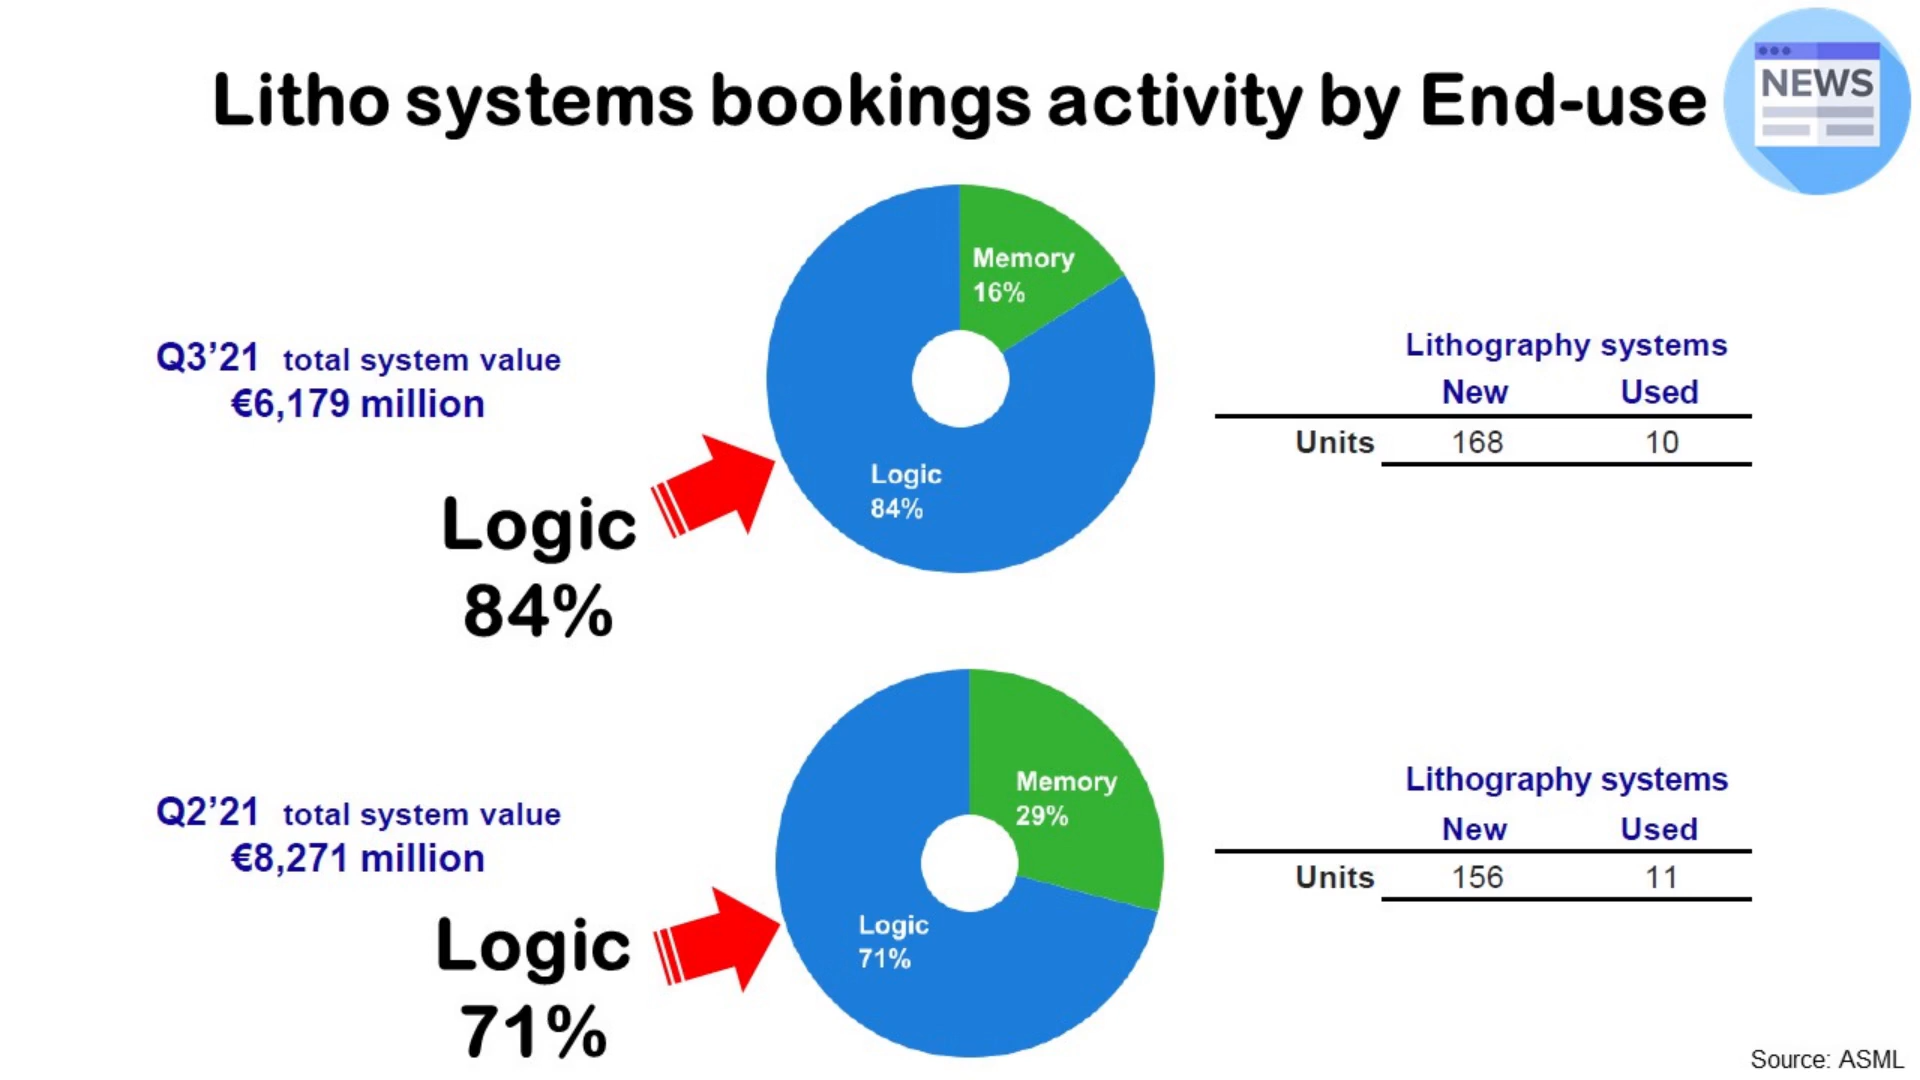 Litho systems bookings activity by End-use
NEWS
Q3’21 total system value
€6,179 million
Memory
16%
Logic
84%
Logic
84%
Lithography systems
New Used
Units 168 10
Q2’21 total system value
€8,271 million
Memory
29%
Logic
71%
Logic
71%
Lithography systems
New Used
Units 156 11
Source: ASML